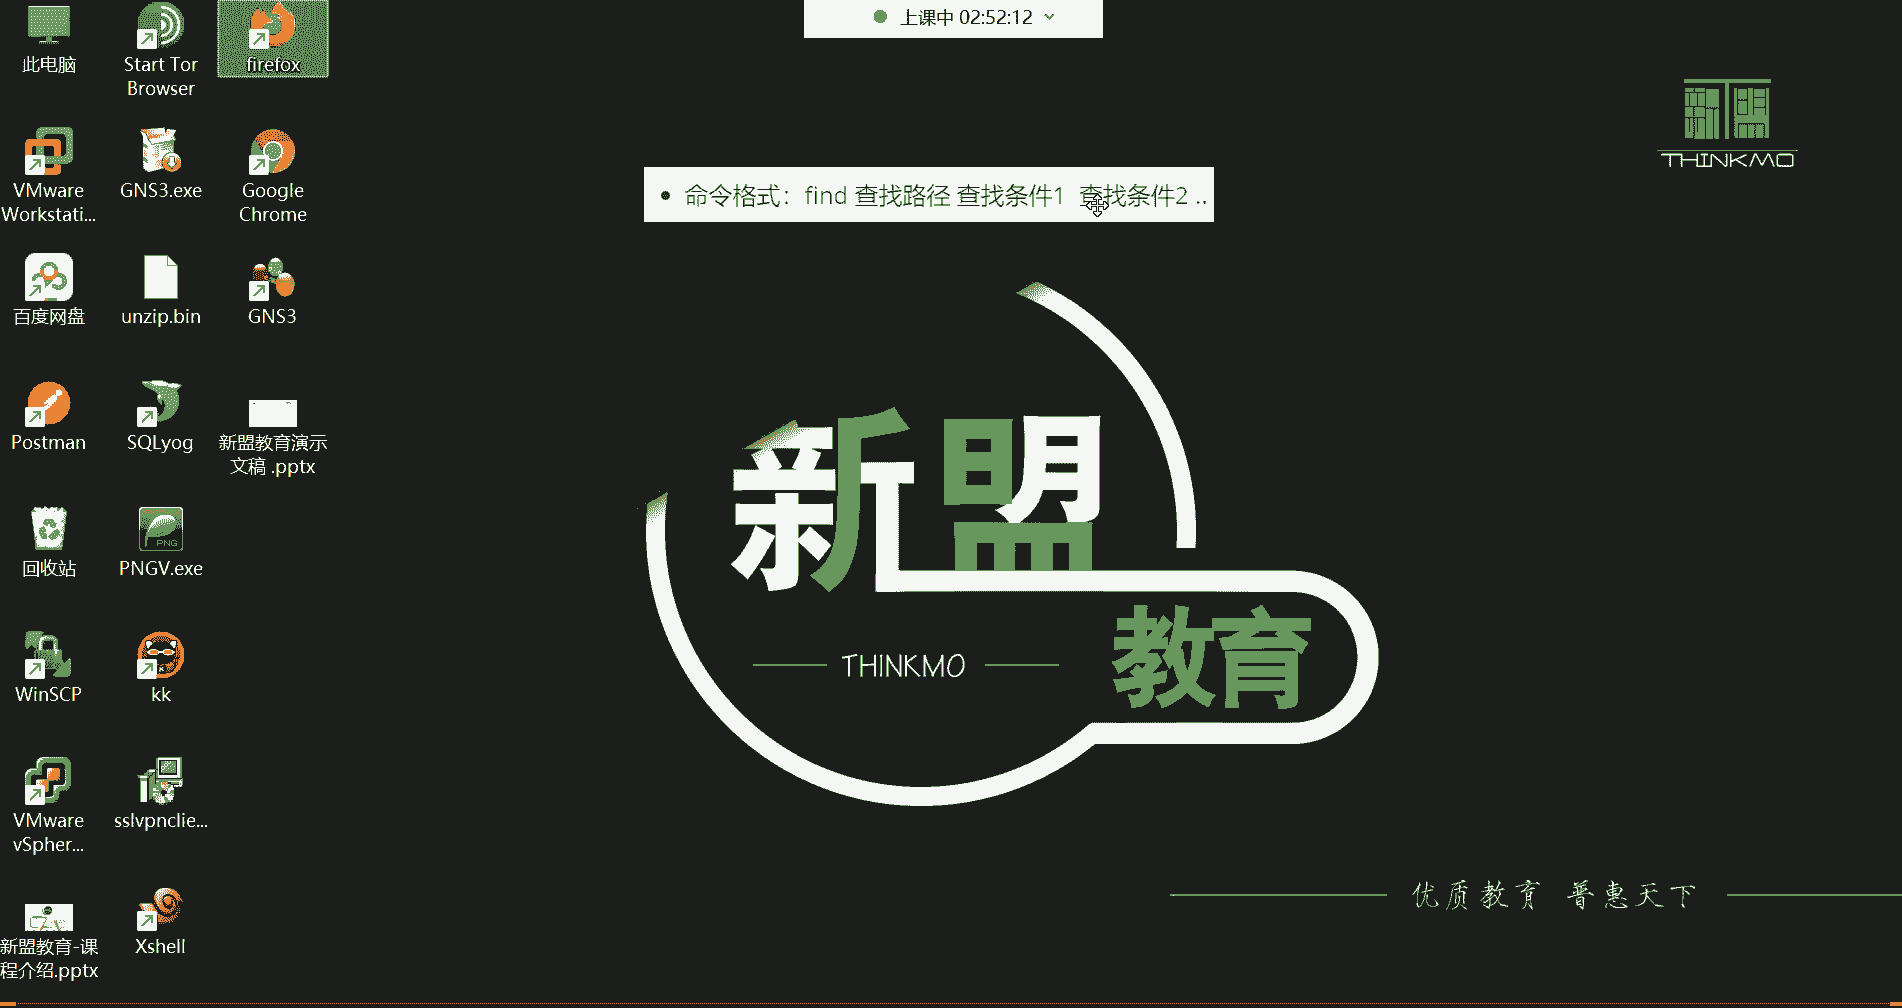 上课中 02:52:12
此电脑
Start Tor
Browser
firefox
THINKMO
VMware
Workstati...
GNS3.exe
Google
Chrome
• 命令格式：find 查找路径 查找条件1 查找条件2 ..
百度网盘
unzip.bin
GNS3
Postman
SQLyog
新盟教育演示
文稿 .pptx
新盟
教育
THINKMO
回收站
PNG
PNGV.exe
WinSCP
kk
VMware
vSpher...
sslvpnclie...
优质教育 普惠天下
新盟教育-课
程介绍.pptx
Xshell